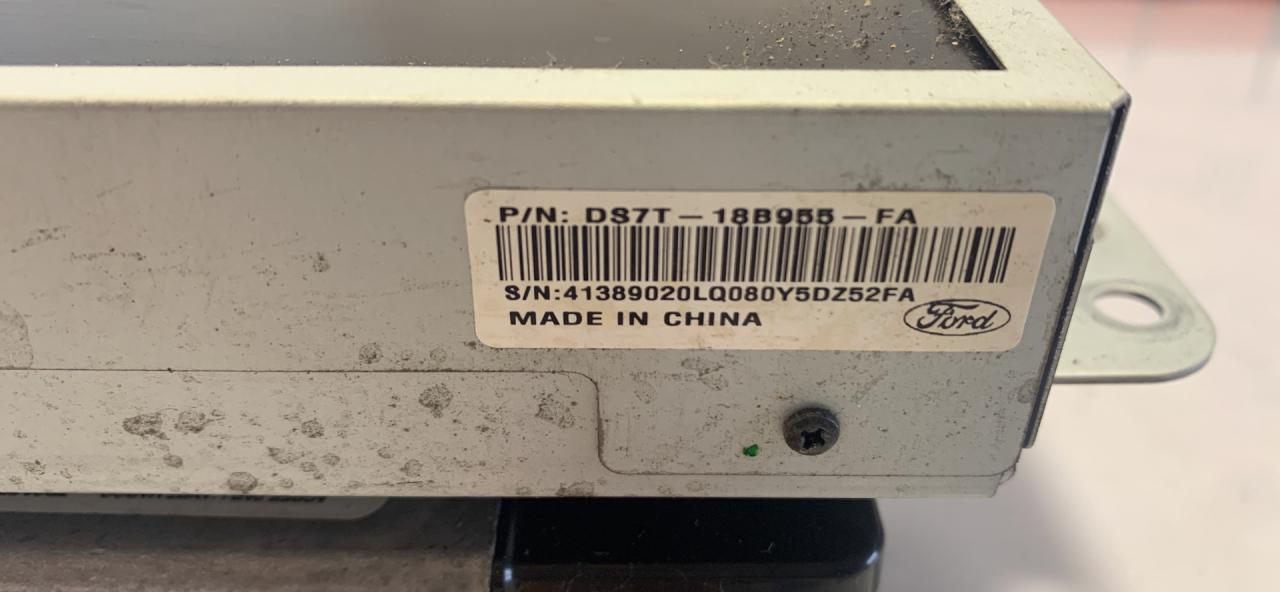 P/N: DS7T-18B955-FA
S/N:41389020LQ080Y5DZ52FA
MADE IN CHINA
Ford